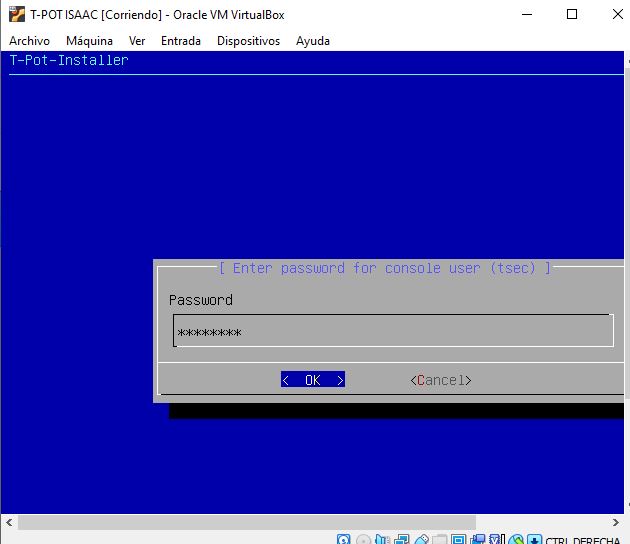 T-POT ISAAC [Corriendo] - Oracle VM VirtualBox
Archivo Máquina Ver Entrada Dispositivos Ayuda
T-Pot-Installer
[ Enter password for console user (tsec) ]
Password
********
< OK > <Cancel>
CTRL DERECHA